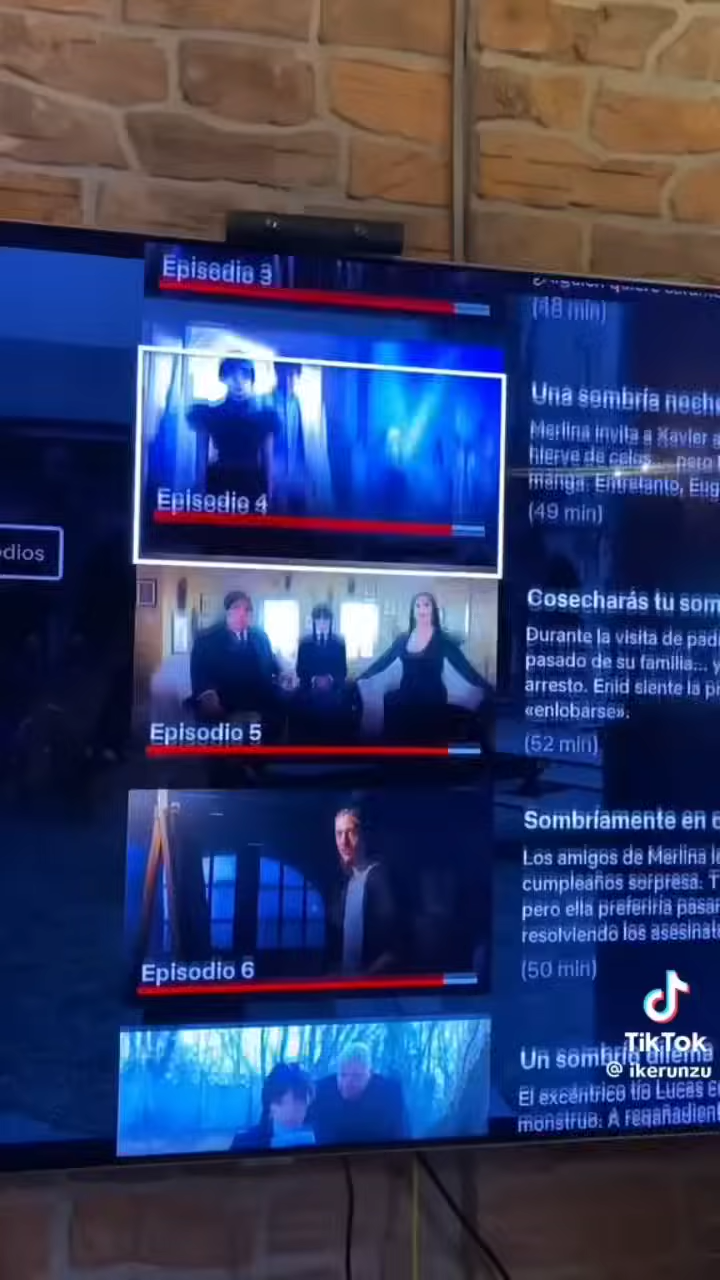 Episodio 3
(48 min)
Episodio 4
Una sombría noche
Merlina invita a Xavier a
hierve de celos... pero
manga. Entretanto, Eug
(49 min)
dios
Episodio 5
Cosecharás tu som
Durante la visita de pad
pasado de su familia... y
arresto. Enid siente la p
«enlobarse».
(52 min)
Episodio 6
Sombríamente en
Los amigos de Merlina le
cumpleaños sorpresa. T
pero ella preferiría pasar
resolviendo los asesinat
(50 min)
Un sombrío dilema
El excéntrico tío Lucas
monstruo. A regañadient
TikTok
@ikerunzu